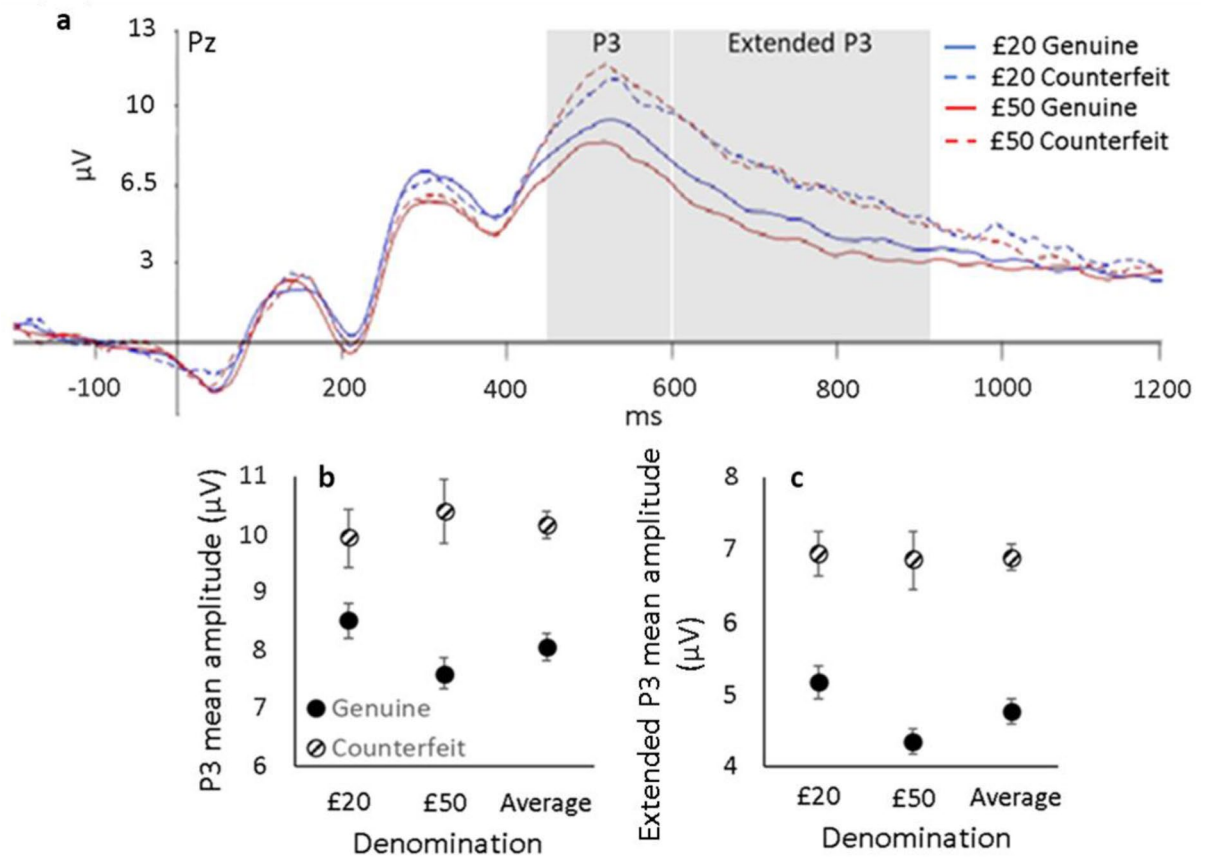 a
13
Pz
P3
Extended P3
£20 Genuine
£20 Counterfeit
£50 Genuine
£50 Counterfeit
10
µV
6.5
3
-100
200
400
600
800
1000
1200
ms
b
P3 mean amplitude (µV)
11
10
9
8
7
6
Genuine
Counterfeit
£20
£50
Average
Denomination
c
Extended P3 mean amplitude
(µV)
8
7
6
5
4
£20
£50
Average
Denomination